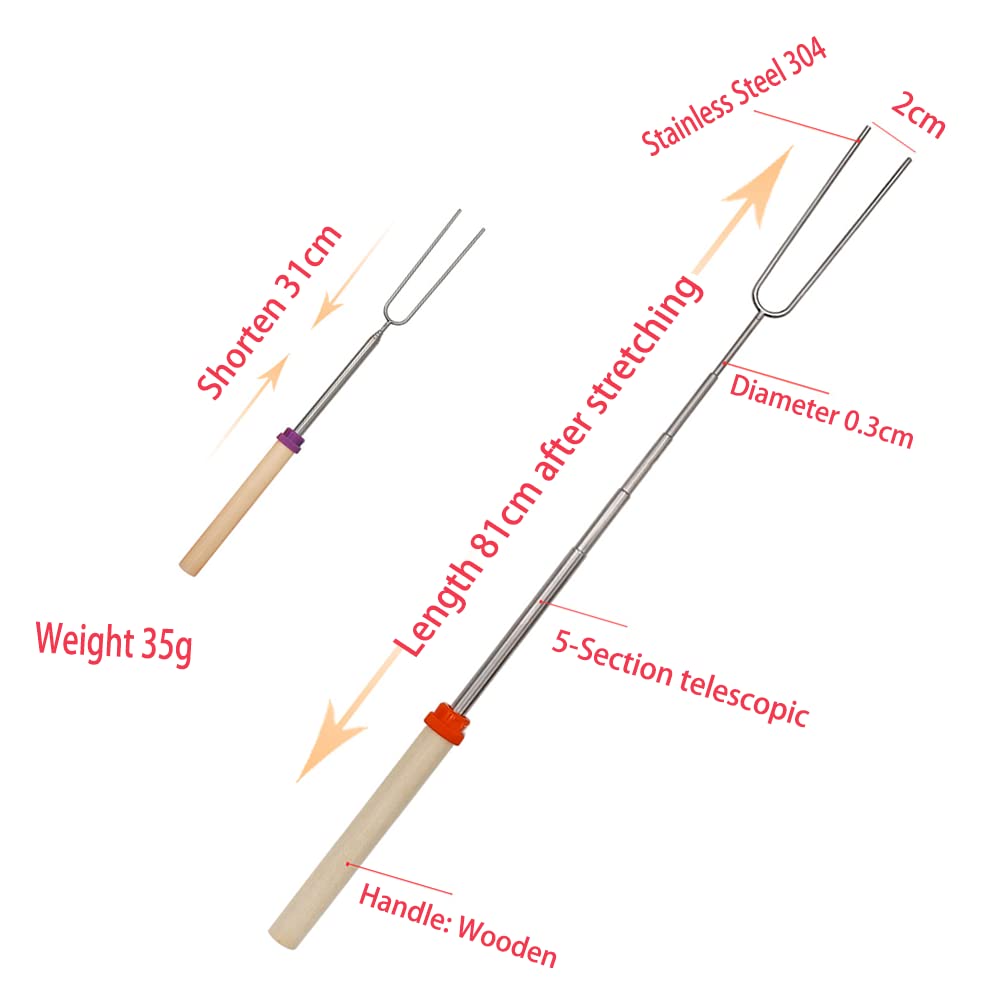 Stainless Steel 304
2cm
Shorten 31cm
Length 81cm after stretching
Diameter 0.3cm
Weight 35g
5-Section telescopic
Handle: Wooden